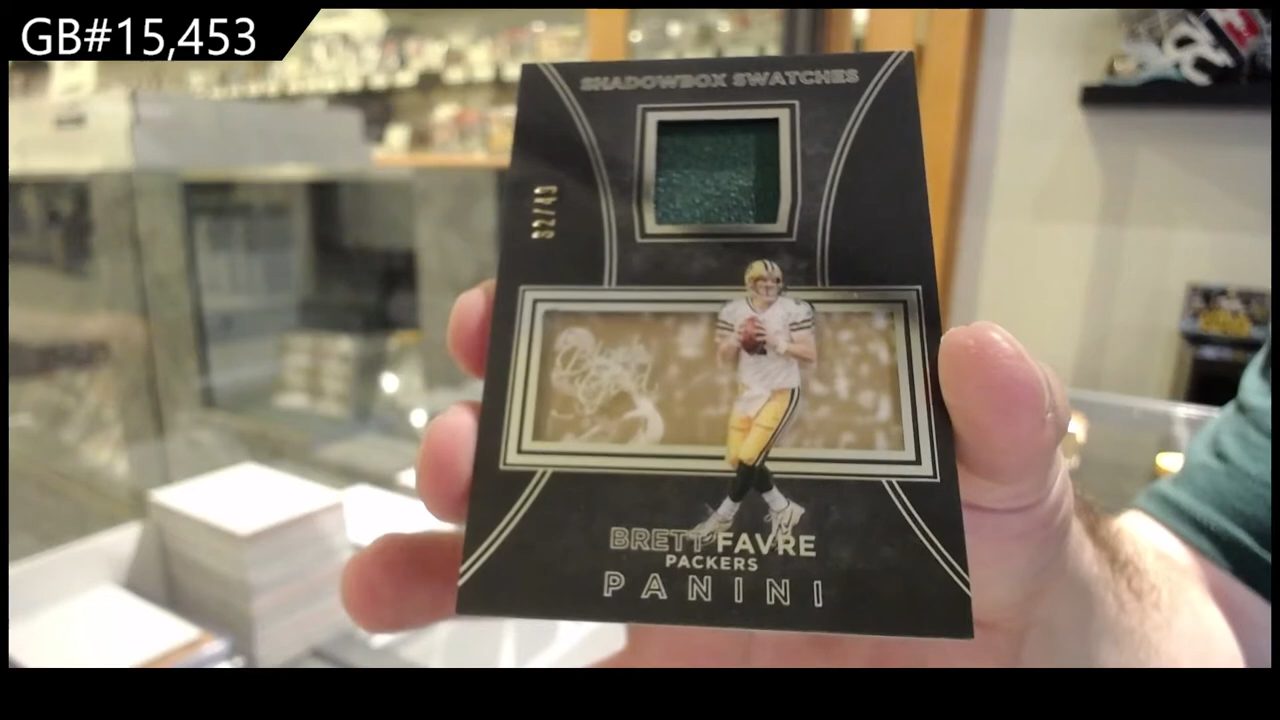 GB#15,453
SHADOWBOX SWATCHES
32/49
BRETT FAVRE
PACKERS
PANINI